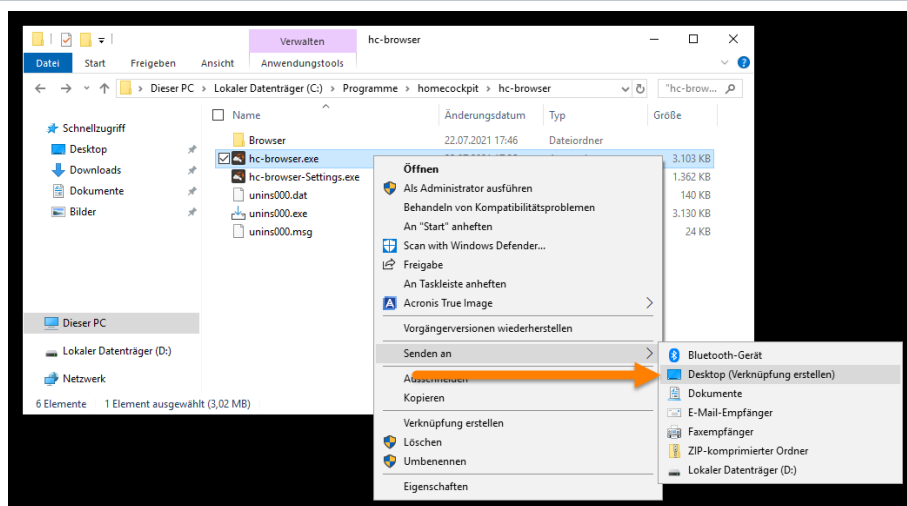 Verwalten hc-browser
Datei Start Freigeben Ansicht Anwendungstools
Dieser PC Lokaler Datenträger (C:) Programme homecockpit hc-browser "hc-brow...
Name Änderungsdatum Typ Größe
Schnellzugriff
Desktop
Downloads
Dokumente
Bilder
Dieser PC
Lokaler Datenträger (D:)
Netzwerk
Browser 22.07.2021 17:46 Dateiordner
hc-browser.exe 3.103 KB
hc-browser-Settings.exe 1.362 KB
unins000.dat 140 KB
unins000.exe 3.130 KB
unins000.msg 24 KB
6 Elemente 1 Element ausgewählt (3,02 MB)
Öffnen
Als Administrator ausführen
Behandeln von Kompatibilitätsproblemen
An "Start" anheften
Scan with Windows Defender...
Freigabe
An Taskleiste anheften
Acronis True Image
Vorgängerversionen wiederherstellen
Senden an
Ausschneiden
Kopieren
Verknüpfung erstellen
Löschen
Umbenennen
Eigenschaften
Bluetooth-Gerät
Desktop (Verknüpfung erstellen)
Dokumente
E-Mail-Empfänger
Faxempfänger
ZIP-komprimierter Ordner
Lokaler Datenträger (D:)